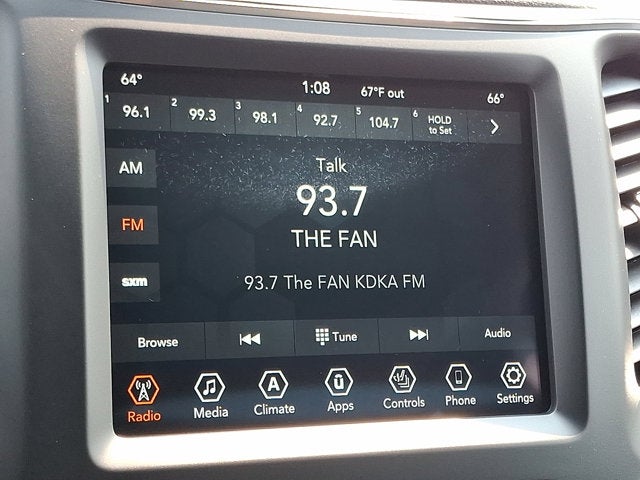 64° 1:08 67°F out 66°
1 96.1 2 99.3 3 98.1 4 92.7 5 104.7 6 HOLD
to Set
AM
Talk
FM
93.7
THE FAN
sxm
93.7 The FAN KDKA FM
Browse Tune Audio
A
Radio Media Climate Apps Controls Phone Settings